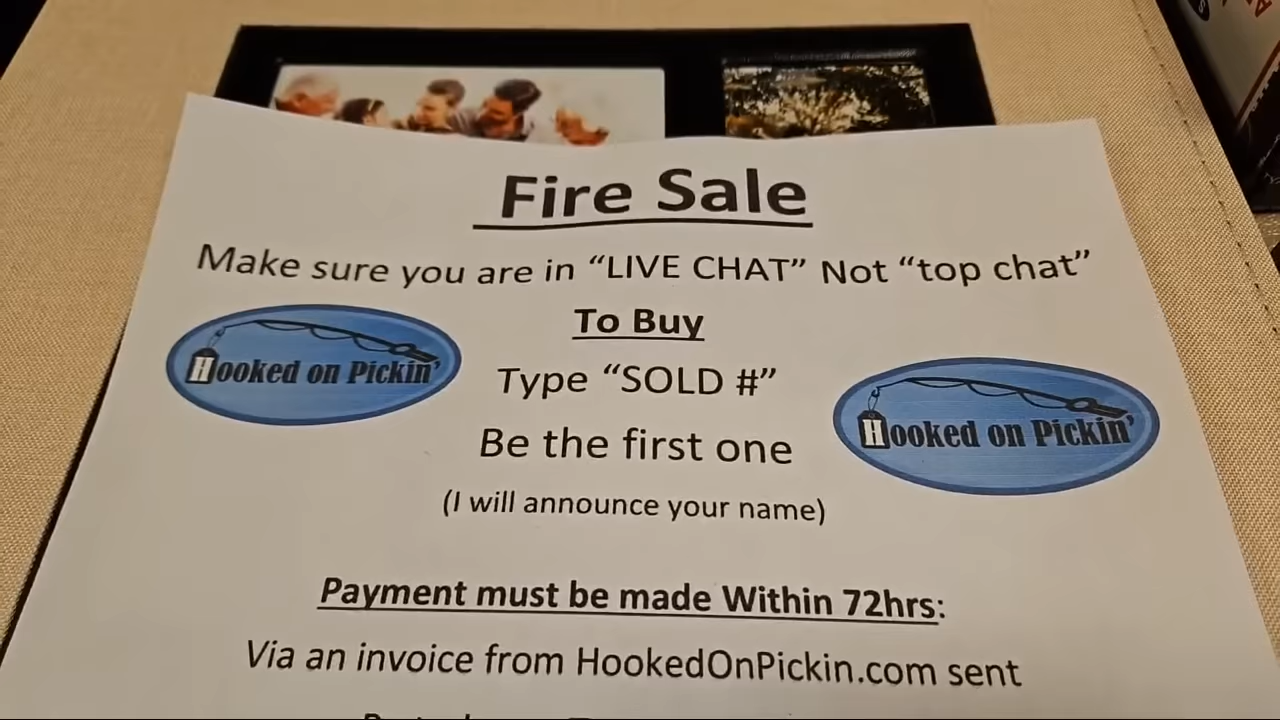 Fire Sale
Make sure you are in “LIVE CHAT” Not “top chat”
To Buy
Hooked on Pickin'
Type “SOLD #”
Hooked on Pickin'
Be the first one
(I will announce your name)
Payment must be made Within 72hrs:
Via an invoice from HookedOnPickin.com sent